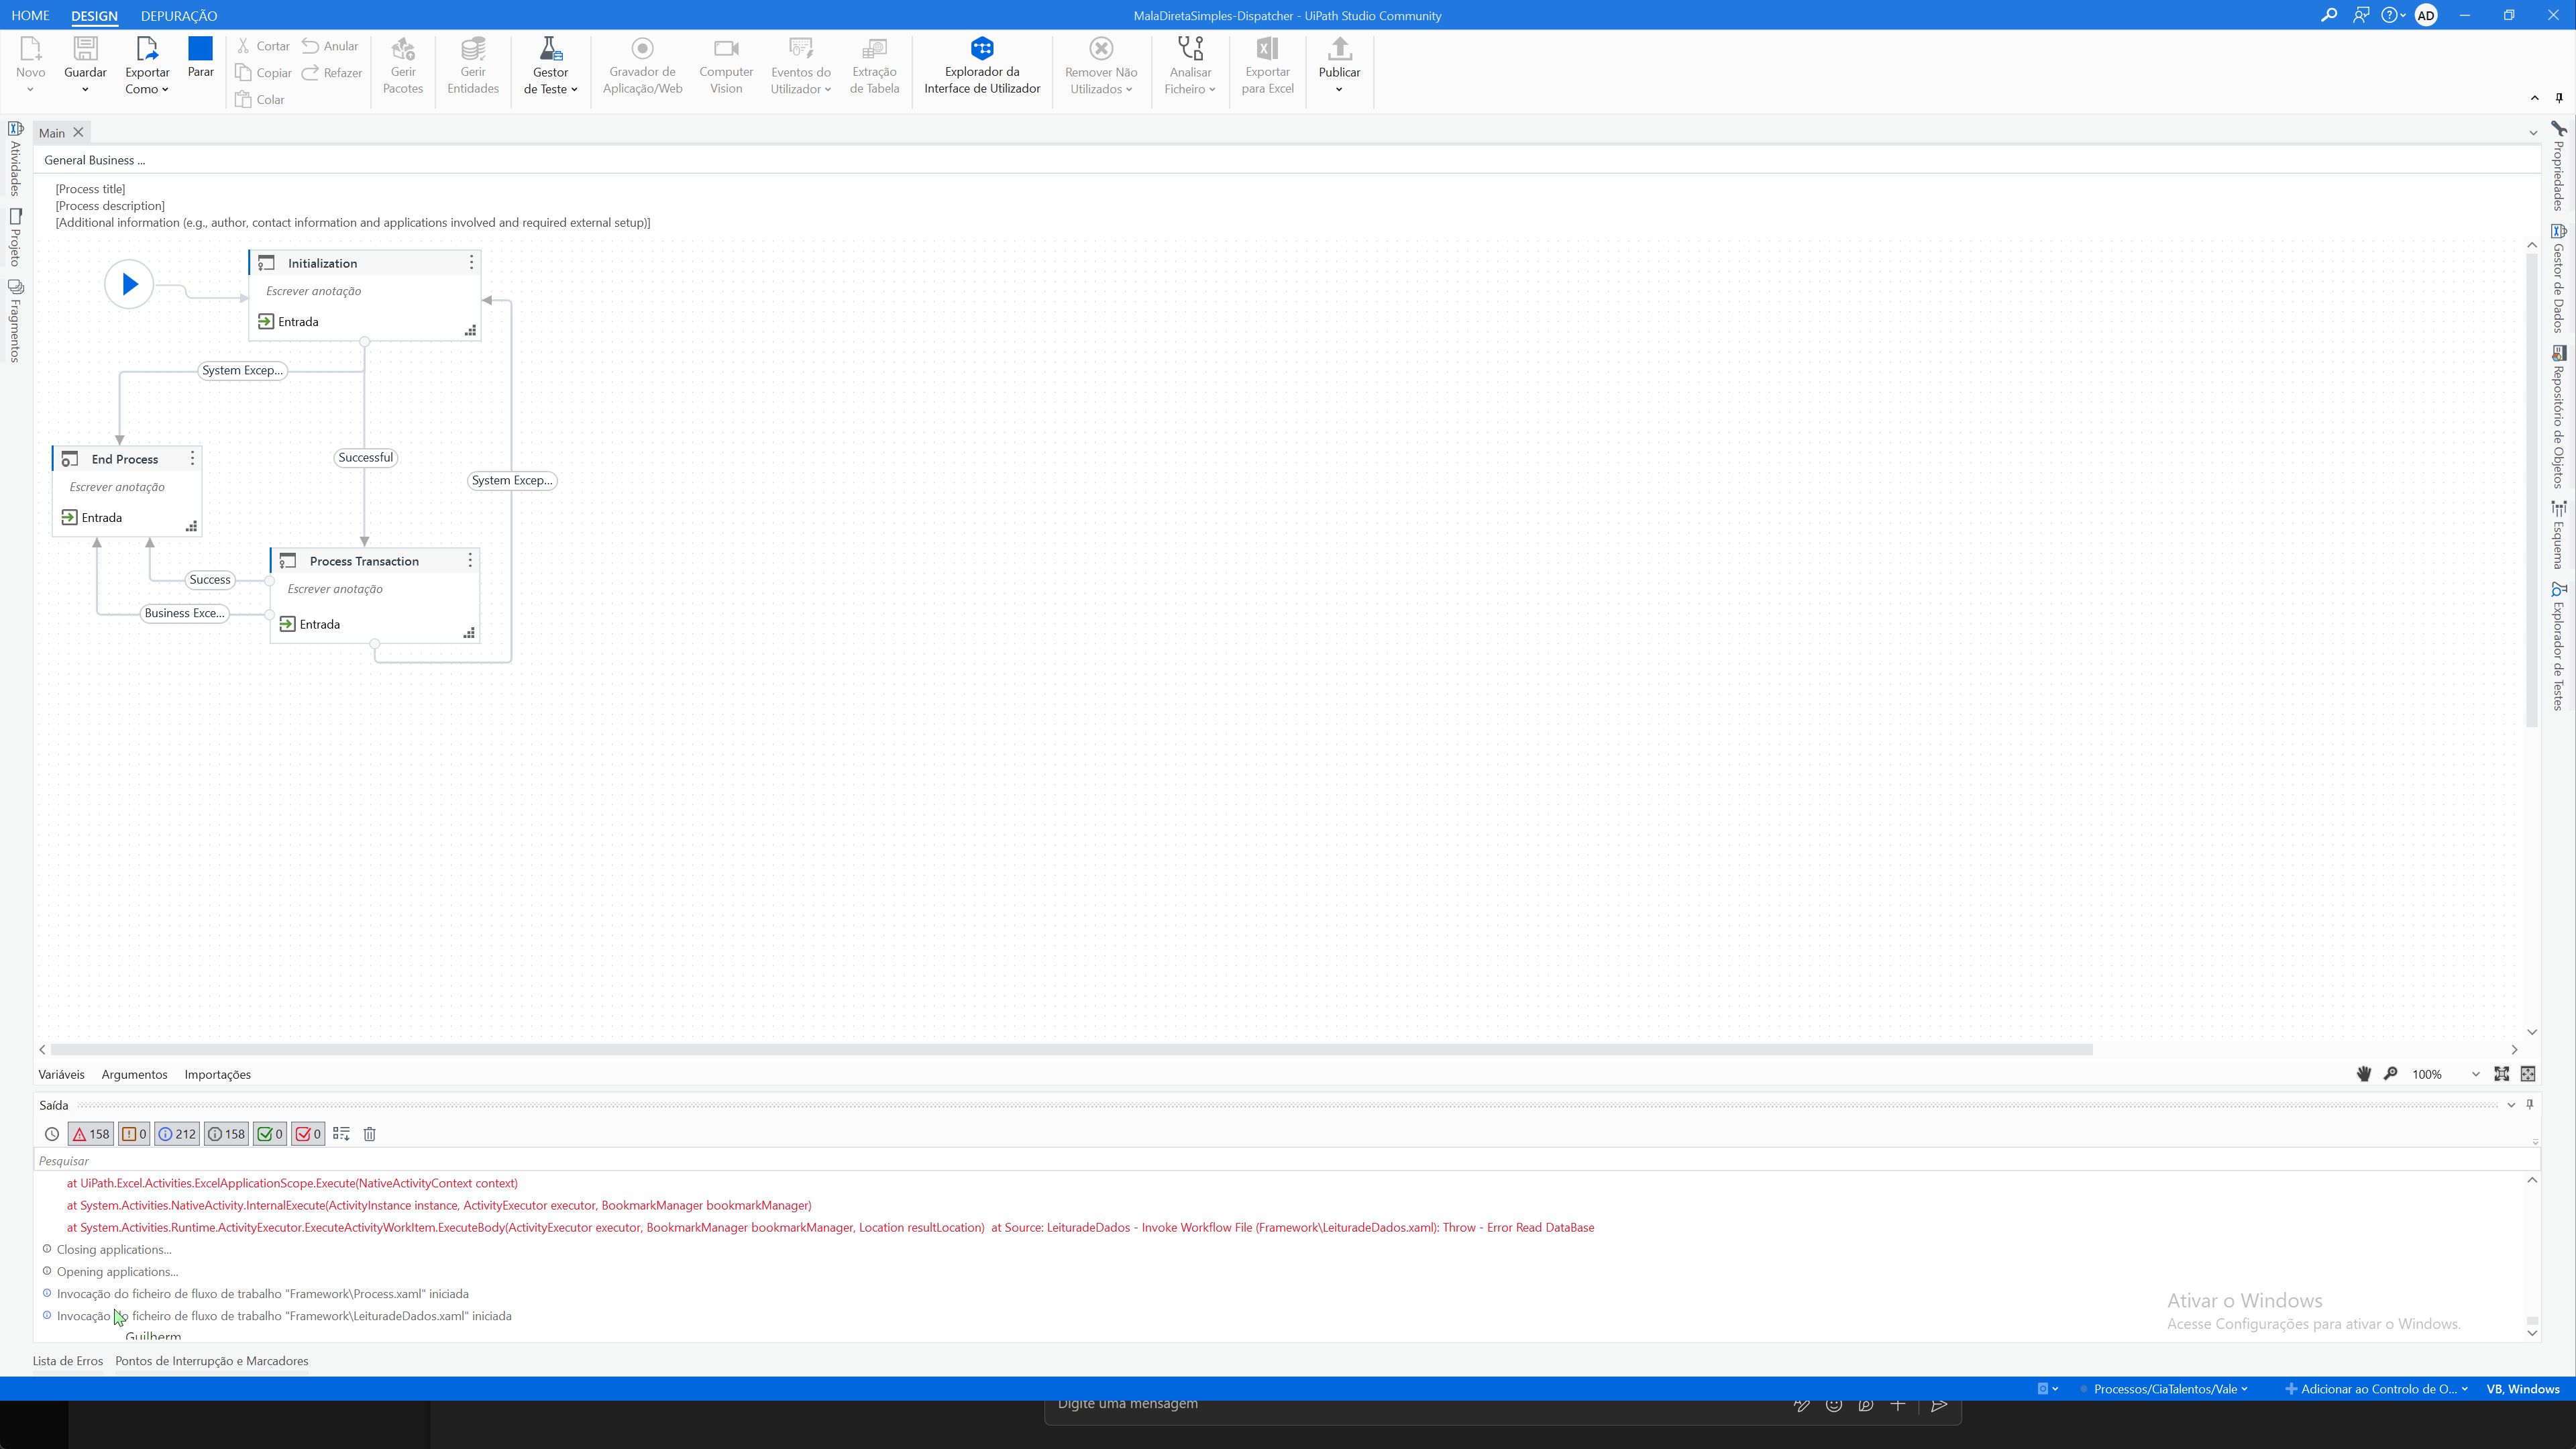 HOME DESIGN DEPURAÇÃO MalaDiretaSimples-Dispatcher - UiPath Studio Community AD
Novo Guardar Exportar Como Parar Cortar Copiar Colar Anular Refazer Gerir Pacotes Gerir Entidades Gestor de Teste Gravador de Aplicação/Web Computer Vision Eventos do Utilizador Extração de Tabela Explorador da Interface de Utilizador Remover Não Utilizados Analisar Ficheiro Exportar para Excel Publicar
Main
General Business ...
[Process title]
[Process description]
[Additional information (e.g., author, contact information and applications involved and required external setup)]
Atividades
Projeto
Fragmentos
Initialization
Escrever anotação
Entrada
System Excep...
End Process
Escrever anotação
Entrada
Successful
System Excep...
Process Transaction
Escrever anotação
Entrada
Success
Business Exce...
Propriedades
Gestor de Dados
Repositório de Objetos
Esquema
Explorador de Testes
Variáveis Argumentos Importações 100%
Saída
158 0 212 158 0 0
Pesquisar
at UiPath.Excel.Activities.ExcelApplicationScope.Execute(NativeActivityContext context)
at System.Activities.NativeActivity.InternalExecute(ActivityInstance instance, ActivityExecutor executor, BookmarkManager bookmarkManager)
at System.Activities.Runtime.ActivityExecutor.ExecuteActivityWorkItem.ExecuteBody(ActivityExecutor executor, BookmarkManager bookmarkManager, Location resultLocation) at Source: LeituradeDados - Invoke Workflow File (Framework\LeituradeDados.xaml): Throw - Error Read DataBase
Closing applications...
Opening applications...
Invocação do ficheiro de fluxo de trabalho "Framework\Process.xaml" iniciada
Invocação do ficheiro de fluxo de trabalho "Framework\LeituradeDados.xaml" iniciada
Guilherm
Ativar o Windows
Acesse Configurações para ativar o Windows.
Lista de Erros Pontos de Interrupção e Marcadores
Processos/CiaTalentos/Vale Adicionar ao Controlo de O... VB, Windows
Digite uma mensagem